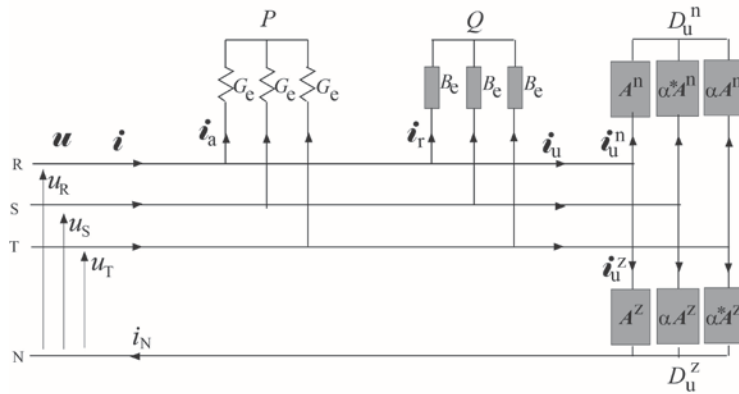 P Q D_u^n
G_e G_e G_e B_e B_e B_e A^n α*A^n αA^n
u i i_a i_r i_u i_u^n
R
u_R
S
u_S
T
u_T i_u^z
A^z αA^z α*A^z
i_N
N
D_u^z